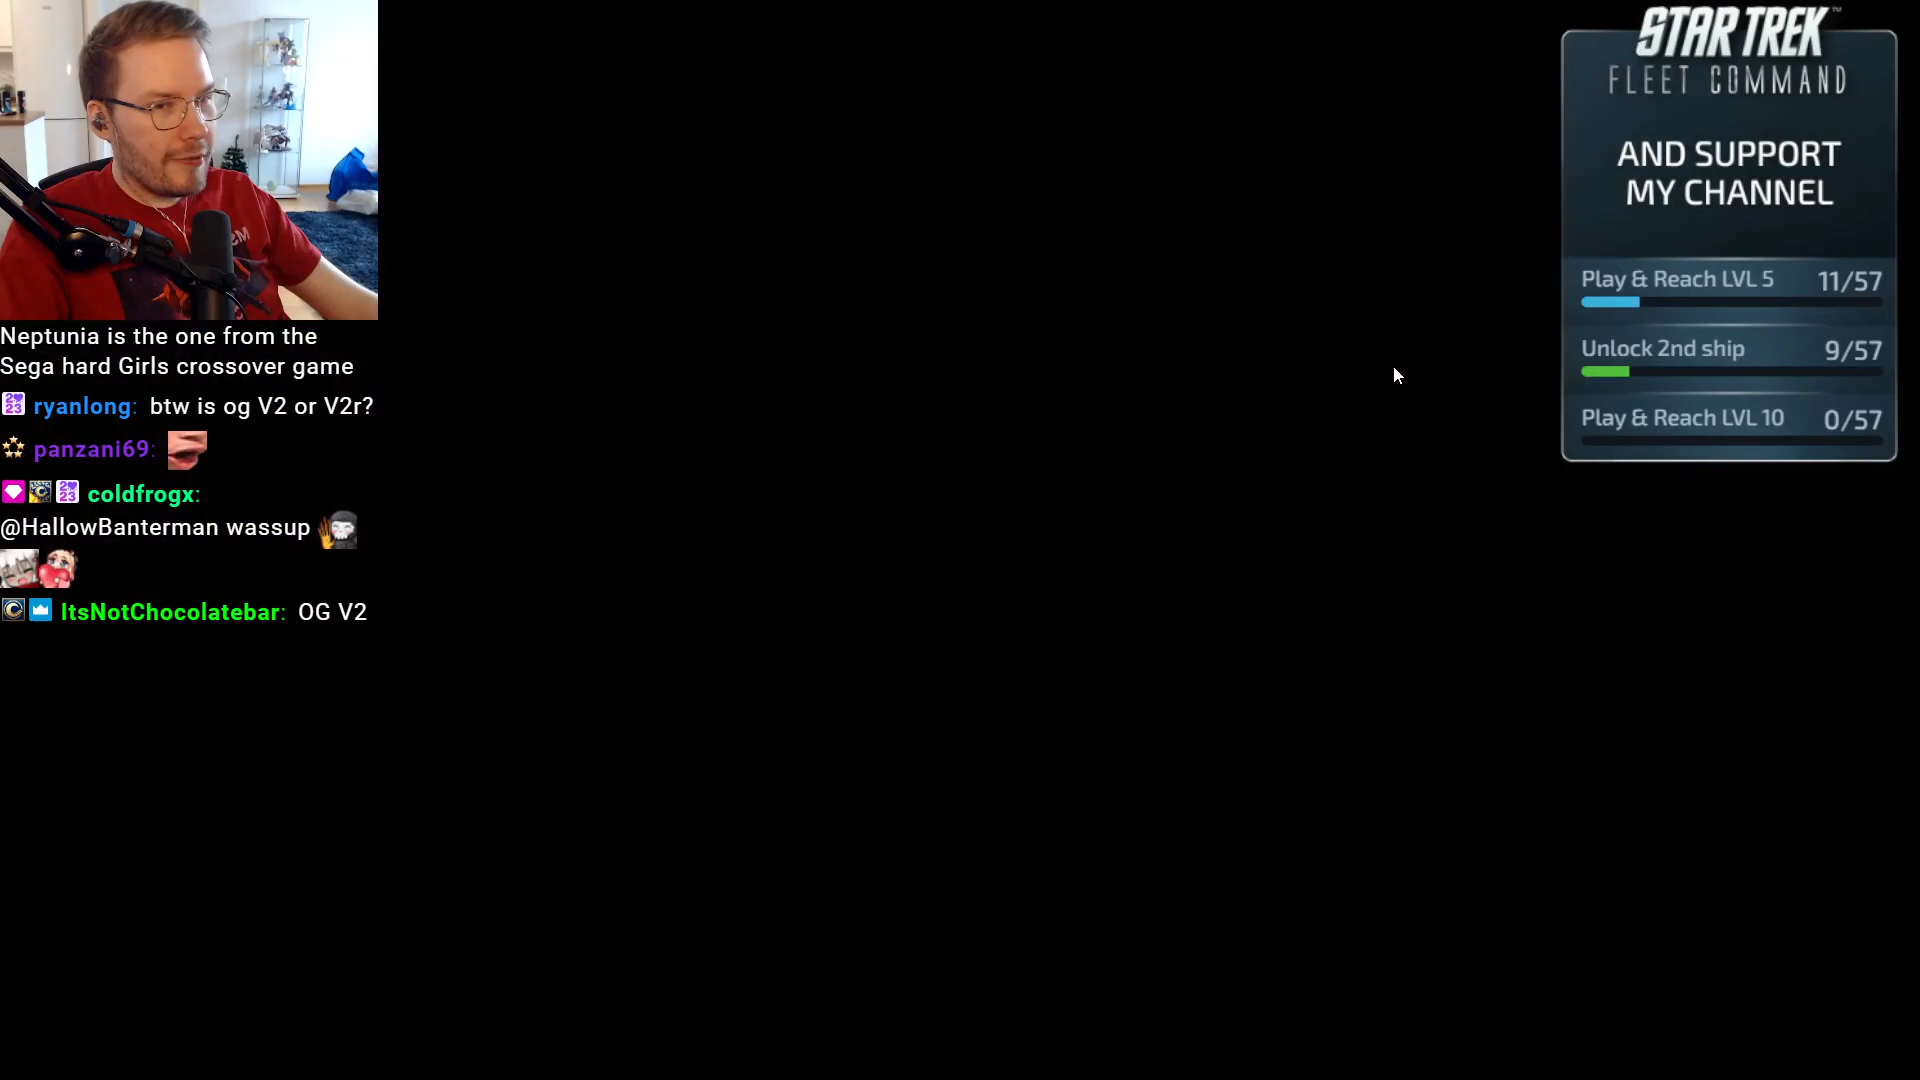 Neptunia is the one from the
Sega hard Girls crossover game
ryanlong: btw is og V2 or V2r?
panzani69:
coldfrogx:
@HallowBanterman wassup
ItsNotChocolatebar: OG V2
STAR TREK™
FLEET COMMAND
AND SUPPORT
MY CHANNEL
Play & Reach LVL 5 11/57
Unlock 2nd ship 9/57
Play & Reach LVL 10 0/57